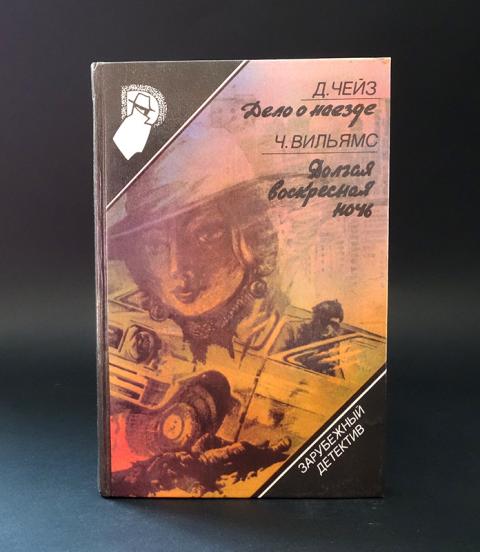 Д. ЧЕЙЗ
Дело о наезде
Ч. ВИЛЬЯМС
Долгая
воскресная
ночь
ЗАРУБЕЖНЫЙ
ДЕТЕКТИВ